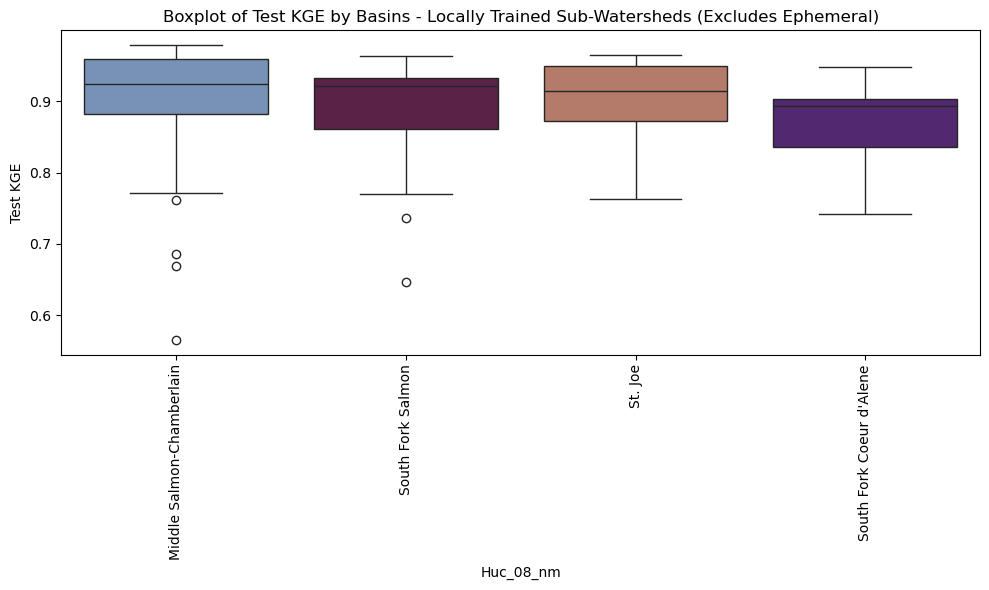 Boxplot of Test KGE by Basins - Locally Trained Sub-Watersheds (Excludes Ephemeral)
Test KGE
0.9
0.8
0.7
0.6
Middle Salmon-Chamberlain
South Fork Salmon
St. Joe
South Fork Coeur d'Alene
Huc_08_nm